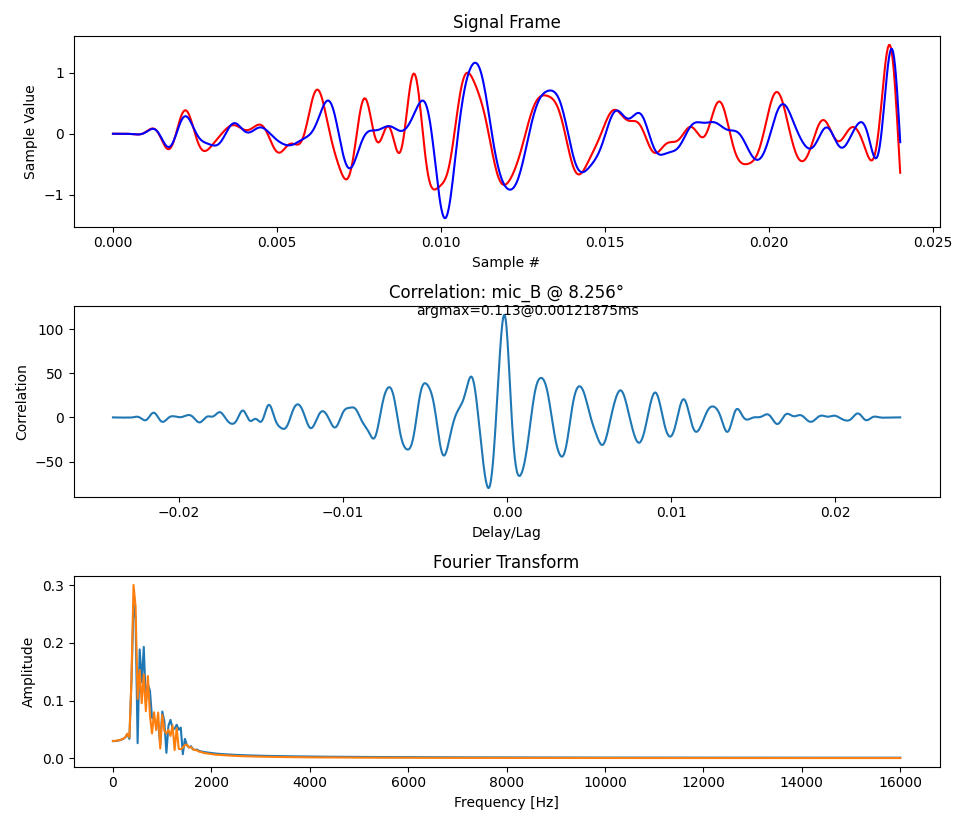 Signal Frame
Sample Value
1
0
−1
0.000 0.005 0.010 0.015 0.020 0.025
Sample #
Correlation: mic_B @ 8.256°
argmax=0.113@0.00121875ms
Correlation
100
50
0
−50
−0.02 −0.01 0.00 0.01 0.02
Delay/Lag
Fourier Transform
Amplitude
0.3
0.2
0.1
0.0
0 2000 4000 6000 8000 10000 12000 14000 16000
Frequency [Hz]